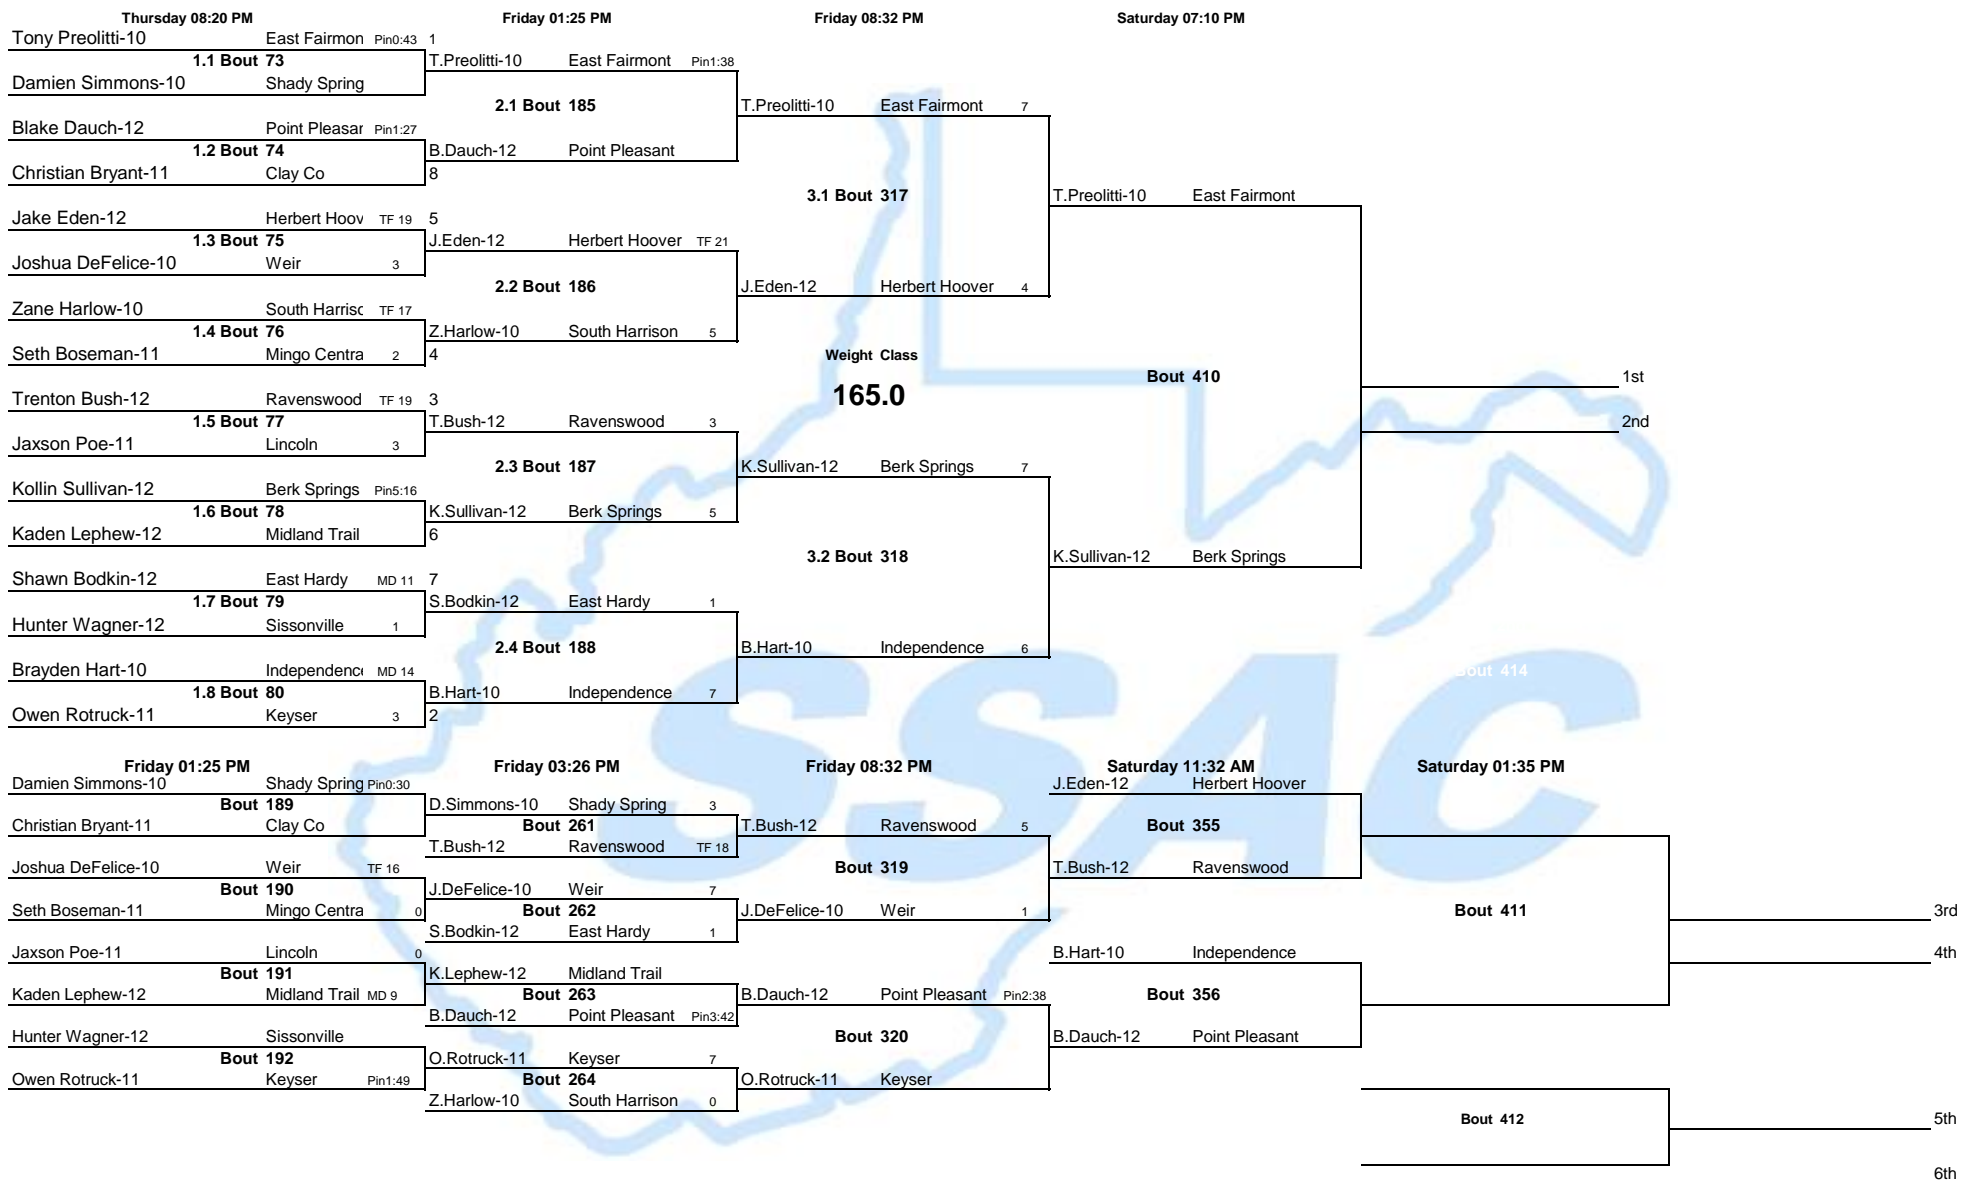 Thursday 08:20 PM Friday 01:25 PM Friday 08:32 PM Saturday 07:10 PM
Tony Preolitti-10 East Fairmon Pin0:43 1
1.1 Bout 73 T.Preolitti-10 East Fairmont Pin1:38
Damien Simmons-10 Shady Spring
2.1 Bout 185 T.Preolitti-10 East Fairmont 7
Blake Dauch-12 Point Pleasar Pin1:27
1.2 Bout 74 B.Dauch-12 Point Pleasant
Christian Bryant-11 Clay Co 8
3.1 Bout 317 T.Preolitti-10 East Fairmont
Jake Eden-12 Herbert Hoov TF 19 5
1.3 Bout 75 J.Eden-12 Herbert Hoover TF 21
Joshua DeFelice-10 Weir 3
2.2 Bout 186 J.Eden-12 Herbert Hoover 4
Zane Harlow-10 South Harrisc TF 17
1.4 Bout 76 Z.Harlow-10 South Harrison 5
Seth Boseman-11 Mingo Centra 2 4
Weight Class
165.0
Bout 410 1st
Trenton Bush-12 Ravenswood TF 19 3
1.5 Bout 77 T.Bush-12 Ravenswood 3 2nd
Jaxson Poe-11 Lincoln 3
2.3 Bout 187 K.Sullivan-12 Berk Springs 7
Kollin Sullivan-12 Berk Springs Pin5:16
1.6 Bout 78 K.Sullivan-12 Berk Springs 5
Kaden Lephew-12 Midland Trail 6
3.2 Bout 318 K.Sullivan-12 Berk Springs
Shawn Bodkin-12 East Hardy MD 11 7
1.7 Bout 79 S.Bodkin-12 East Hardy 1
Hunter Wagner-12 Sissonville 1
2.4 Bout 188 B.Hart-10 Independence 6
Brayden Hart-10 Independence MD 14 Bout 414
1.8 Bout 80 B.Hart-10 Independence 7
Owen Rotruck-11 Keyser 3 2
SSAC
Friday 01:25 PM Friday 03:26 PM Friday 08:32 PM Saturday 11:32 AM Saturday 01:35 PM
Damien Simmons-10 Shady Spring Pin0:30 J.Eden-12 Herbert Hoover
Bout 189 D.Simmons-10 Shady Spring 3
Christian Bryant-11 Clay Co Bout 261 T.Bush-12 Ravenswood 5 Bout 355
T.Bush-12 Ravenswood TF 18
Joshua DeFelice-10 Weir TF 16 Bout 319 T.Bush-12 Ravenswood
Bout 190 J.DeFelice-10 Weir 7
Seth Boseman-11 Mingo Centra 0 Bout 262 J.DeFelice-10 Weir 1 Bout 411 3rd
S.Bodkin-12 East Hardy 1
Jaxson Poe-11 Lincoln 0 B.Hart-10 Independence 4th
Bout 191 K.Lephew-12 Midland Trail
Kaden Lephew-12 Midland Trail MD 9 Bout 263 B.Dauch-12 Point Pleasant Pin2:38 Bout 356
B.Dauch-12 Point Pleasant Pin3:42
Hunter Wagner-12 Sissonville Bout 320 B.Dauch-12 Point Pleasant
Bout 192 O.Rotruck-11 Keyser 7
Owen Rotruck-11 Keyser Pin1:49 Bout 264 O.Rotruck-11 Keyser
Z.Harlow-10 South Harrison 0
Bout 412 5th
6th